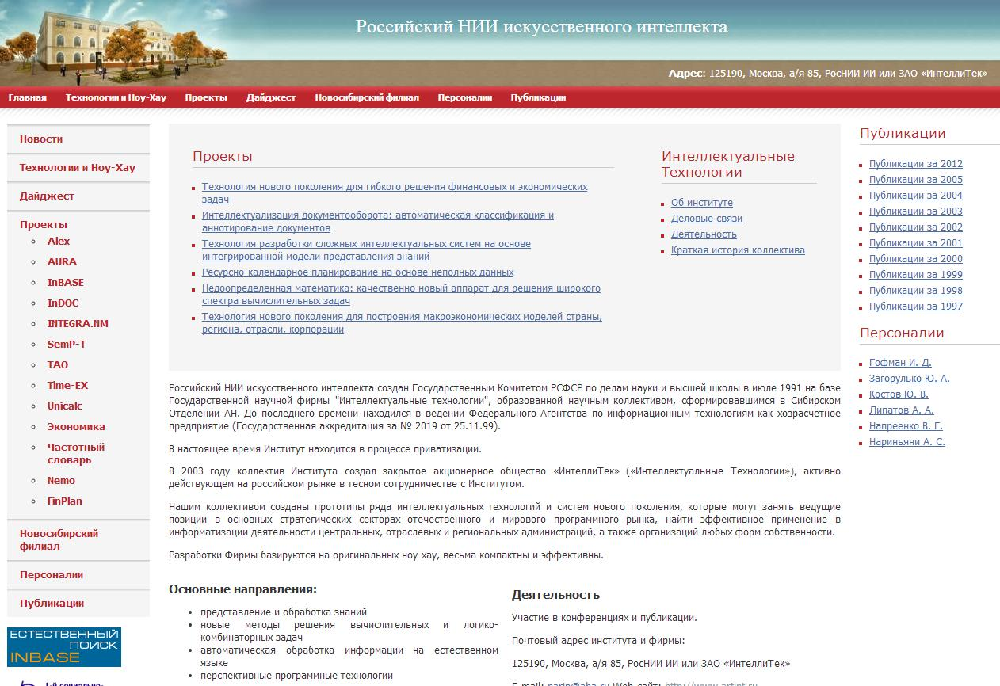 Российский НИИ искусственного интеллекта
Адрес: 125190, Москва, а/я 85, РосНИИ ИИ или ЗАО «ИнтеллиТек»
Главная Технологии и Ноу-Хау Проекты Дайджест Новосибирский филиал Персоналии Публикации
Новости
Технологии и Ноу-Хау
Дайджест
Проекты
Alex
AURA
InBASE
InDOC
INTEGRA.NM
SemP-T
TAO
Time-EX
Unicalc
Экономика
Частотный
словарь
Nemo
FinPlan
Новосибирский
филиал
Персоналии
Публикации
ЕСТЕСТВЕННЫЙ
ПОИСК
INBASE
1-й социально-
Проекты
Технология нового поколения для гибкого решения финансовых и экономических
задач
Интеллектуализация документооборота: автоматическая классификация и
аннотирование документов
Технология разработки сложных интеллектуальных систем на основе
интегрированной модели представления знаний
Ресурсно-календарное планирование на основе неполных данных
Недоопределенная математика: качественно новый аппарат для решения широкого
спектра вычислительных задач
Технология нового поколения для построения макроэкономических моделей страны,
региона, отрасли, корпорации
Интеллектуальные
Технологии
Об институте
Деловые связи
Деятельность
Краткая история коллектива
Российский НИИ искусственного интеллекта создан Государственным Комитетом РСФСР по делам науки и высшей школы в июле 1991 на базе
Государственной научной фирмы "Интеллектуальные технологии", образованной научным коллективом, сформировавшимся в Сибирском
Отделении АН. До последнего времени находился в ведении Федерального Агентства по информационным технологиям как хозрасчетное
предприятие (Государственная аккредитация за № 2019 от 25.11.99).
В настоящее время Институт находится в процессе приватизации.
В 2003 году коллектив Института создал закрытое акционерное общество «ИнтеллиТек» («Интеллектуальные Технологии»), активно
действующем на российском рынке в тесном сотрудничестве с Институтом.
Нашим коллективом созданы прототипы ряда интеллектуальных технологий и систем нового поколения, которые могут занять ведущие
позиции в основных стратегических секторах отечественного и мирового программного рынка, найти эффективное применение в
информатизации деятельности центральных, отраслевых и региональных администраций, а также организаций любых форм собственности.
Разработки Фирмы базируются на оригинальных ноу-хау, весьма компактны и эффективны.
Основные направления:
представление и обработка знаний
новые методы решения вычислительных и логико-
комбинаторных задач
автоматическая обработка информации на естественном
языке
перспективные программные технологии
Деятельность
Участие в конференциях и публикации.
Почтовый адрес института и фирмы:
125190, Москва, а/я 85, РосНИИ ИИ или ЗАО «ИнтеллиТек»
E-mail: narin@aha.ru Web-сайт: http://www.artint.ru
Публикации
Публикации за 2012
Публикации за 2005
Публикации за 2004
Публикации за 2003
Публикации за 2002
Публикации за 2001
Публикации за 2000
Публикации за 1999
Публикации за 1998
Публикации за 1997
Персоналии
Гофман И. Д.
Загорулько Ю. А.
Костов Ю. В.
Липатов А. А.
Напреенко В. Г.
Нариньяни А. С.